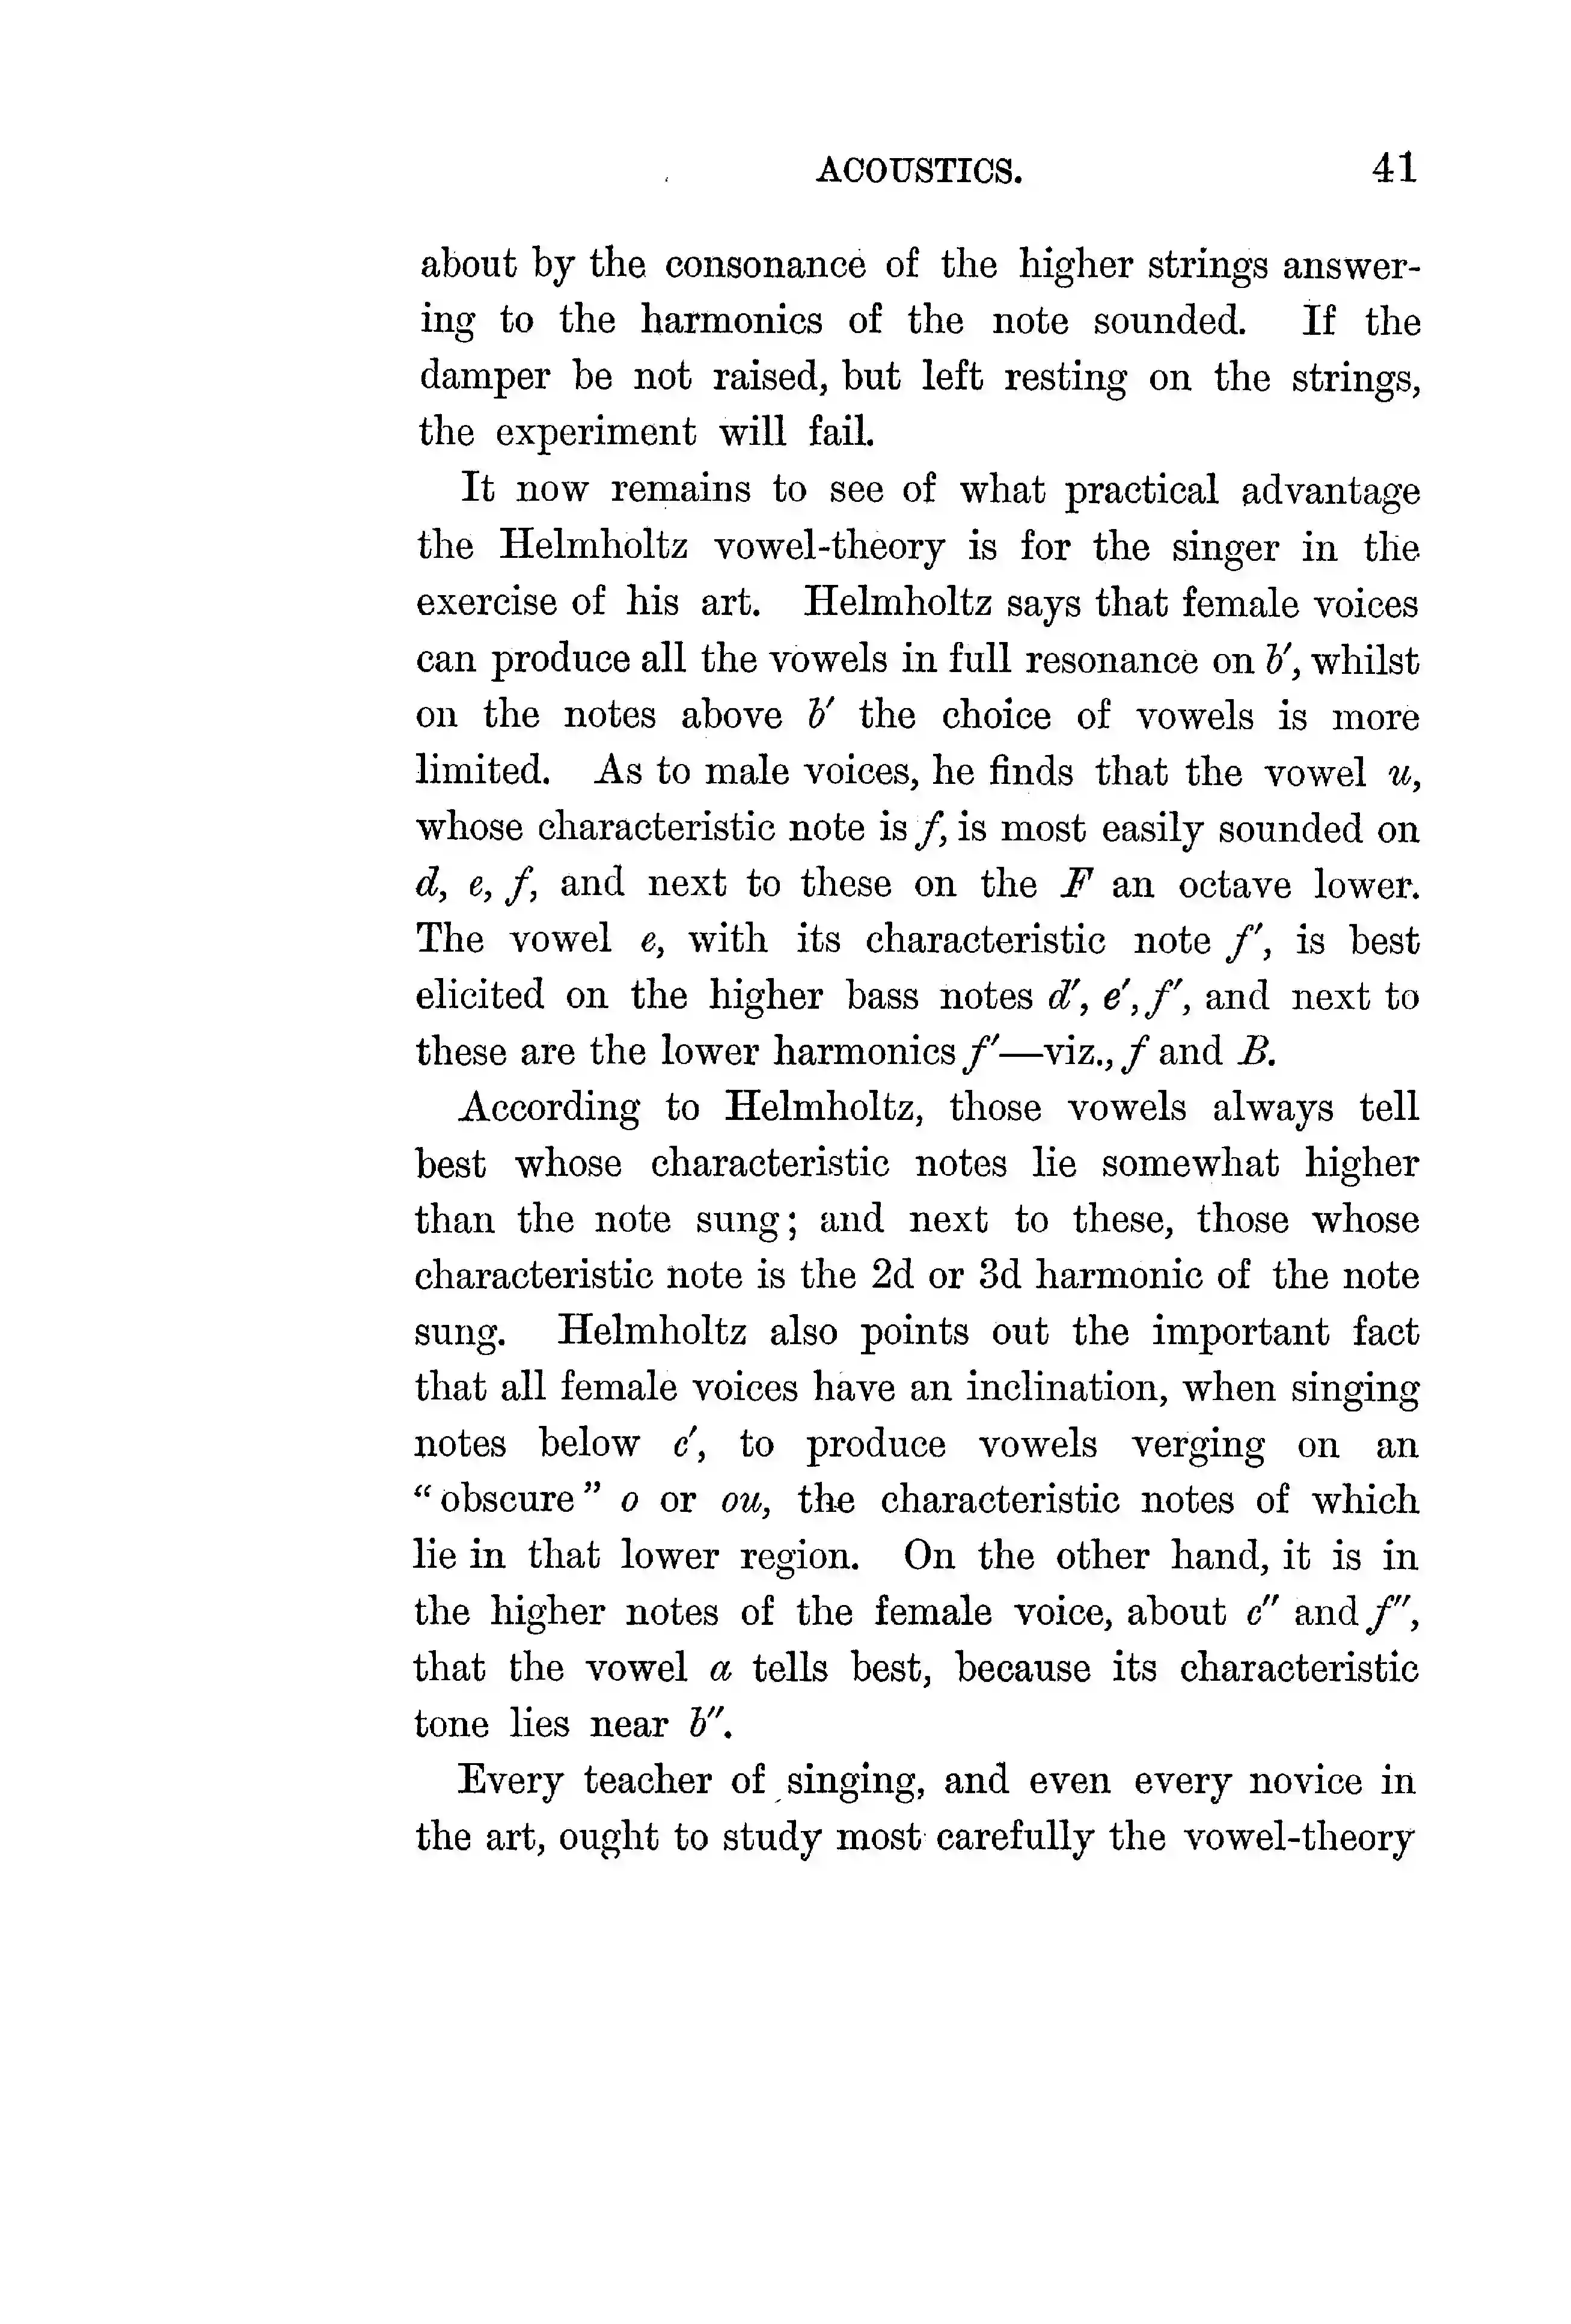 ACOUSTICS. 41
about by the consonance of the higher strings answer-
ing to the harmonics of the note sounded. If the
damper be not raised, but left resting on the strings,
the experiment will fail.
It now remains to see of what practical advantage
the Helmholtz vowel-theory is for the singer in the
exercise of his art. Helmholtz says that female voices
can produce all the vowels in full resonance on b′, whilst
on the notes above b′ the choice of vowels is more
limited. As to male voices, he finds that the vowel u,
whose characteristic note is f, is most easily sounded on
d, e, f, and next to these on the F an octave lower.
The vowel e, with its characteristic note f′, is best
elicited on the higher bass notes d′, e′, f′, and next to
these are the lower harmonics f′—viz., f and B.
According to Helmholtz, those vowels always tell
best whose characteristic notes lie somewhat higher
than the note sung; and next to these, those whose
characteristic note is the 2d or 3d harmonic of the note
sung. Helmholtz also points out the important fact
that all female voices have an inclination, when singing
notes below c′, to produce vowels verging on an
“obscure” o or ou, the characteristic notes of which
lie in that lower region. On the other hand, it is in
the higher notes of the female voice, about c″ and f″,
that the vowel a tells best, because its characteristic
tone lies near b″.
Every teacher of singing, and even every novice in
the art, ought to study most carefully the vowel-theory